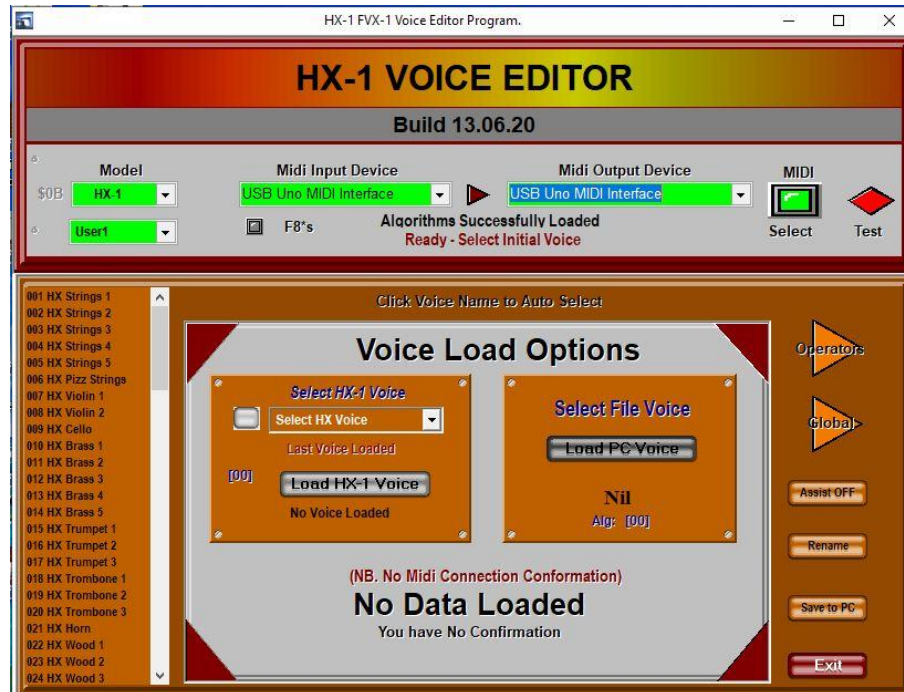 HX-1 FVX-1 Voice Editor Program.
HX-1 VOICE EDITOR
Build 13.06.20
Model
Midi Input Device
Midi Output Device
MIDI
$0B
HX-1
USB Uno MIDI Interface
USB Uno MIDI Interface
User1
F8*s
Algorithms Successfully Loaded
Ready - Select Initial Voice
Select
Test
001 HX Strings 1
002 HX Strings 2
003 HX Strings 3
004 HX Strings 4
005 HX Strings 5
006 HX Pizz Strings
007 HX Violin 1
008 HX Violin 2
009 HX Cello
010 HX Brass 1
011 HX Brass 2
012 HX Brass 3
013 HX Brass 4
014 HX Brass 5
015 HX Trumpet 1
016 HX Trumpet 2
017 HX Trumpet 3
018 HX Trombone 1
019 HX Trombone 2
020 HX Trombone 3
021 HX Horn
022 HX Wood 1
023 HX Wood 2
024 HX Wood 3
Click Voice Name to Auto Select
Voice Load Options
Select HX-1 Voice
Select HX Voice
Last Voice Loaded
[00]
Load HX-1 Voice
No Voice Loaded
Select File Voice
Load PC Voice
Nil
Alg: [00]
(NB. No Midi Connection Conformation)
No Data Loaded
You have No Confirmation
Operators
Global>
Assist OFF
Rename
Save to PC
Exit